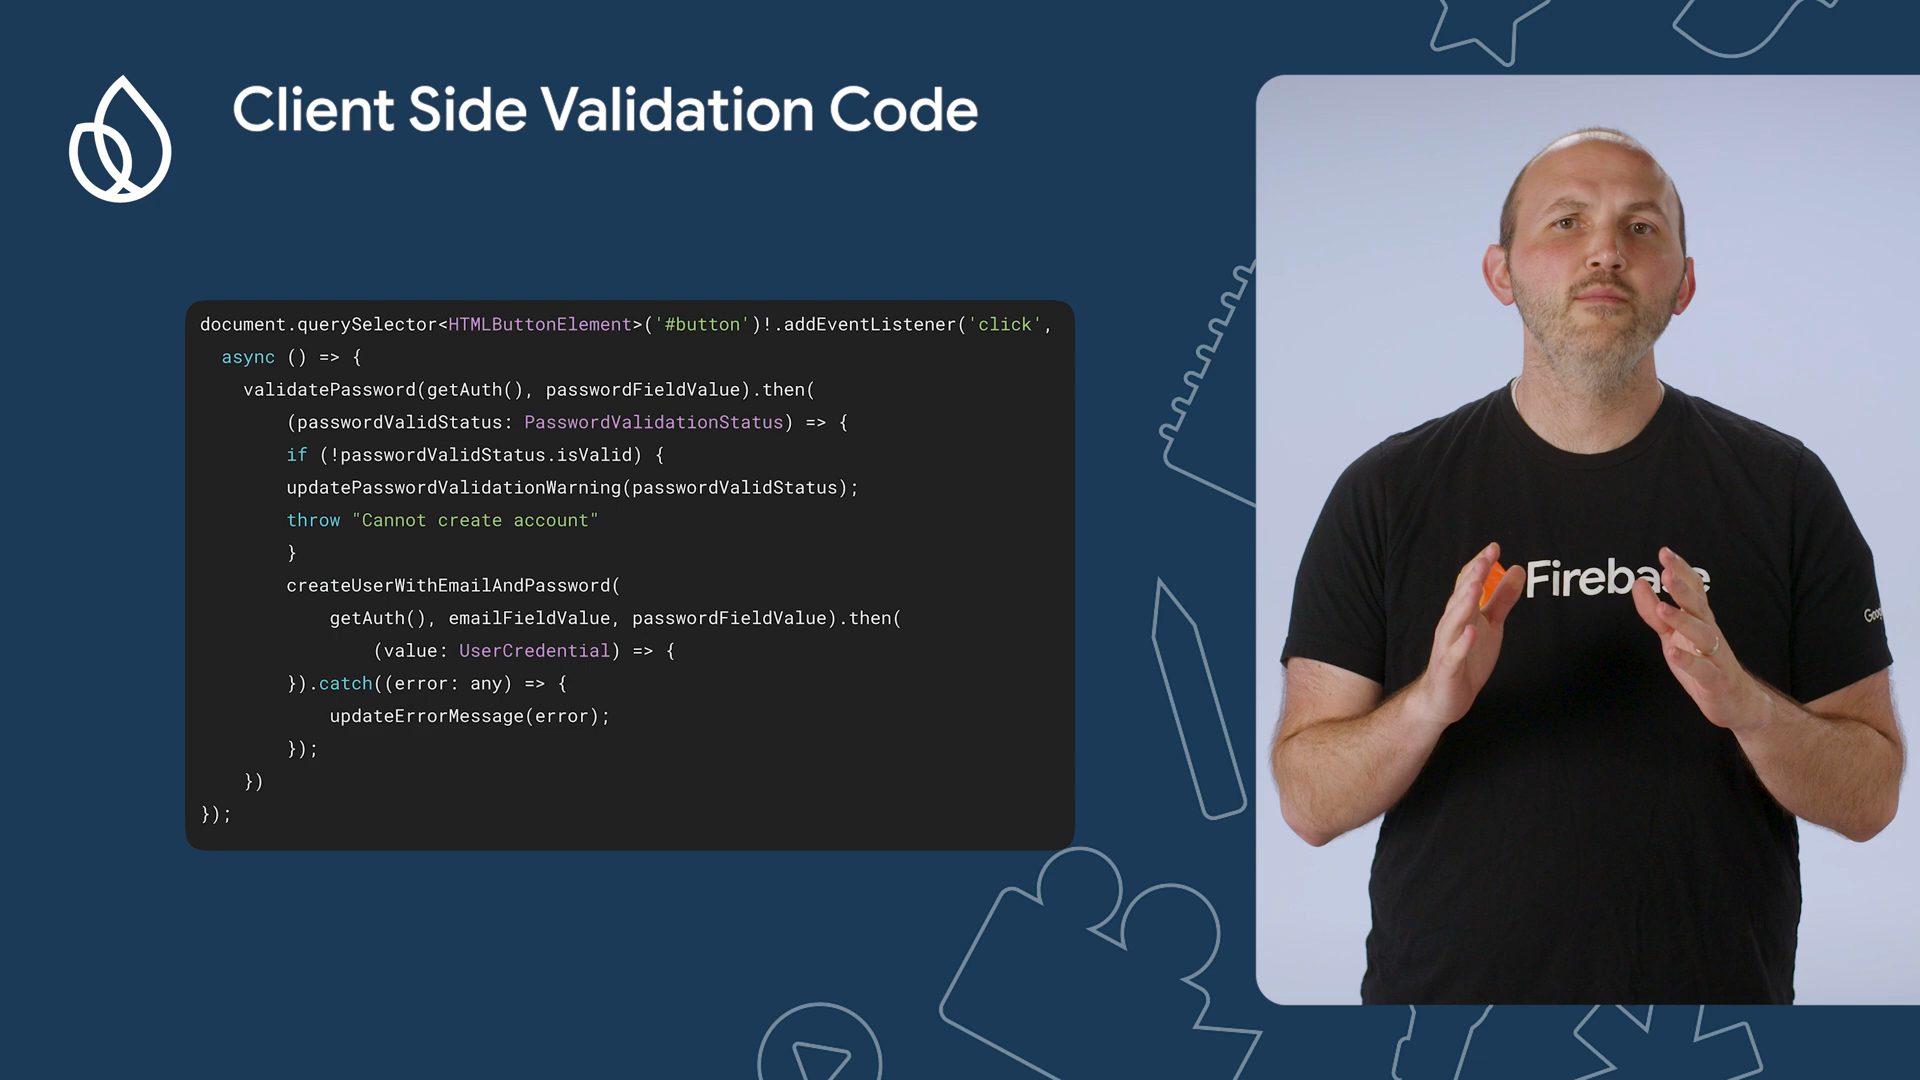 Client Side Validation Code
document.querySelector<HTMLButtonElement>('#button')!.addEventListener('click',
  async () => {
    validatePassword(getAuth(), passwordFieldValue).then(
        (passwordValidStatus: PasswordValidationStatus) => {
        if (!passwordValidStatus.isValid) {
        updatePasswordValidationWarning(passwordValidStatus);
        throw "Cannot create account"
        }
        createUserWithEmailAndPassword(
            getAuth(), emailFieldValue, passwordFieldValue).then(
                (value: UserCredential) => {
        }).catch((error: any) => {
            updateErrorMessage(error);
        });
    })
});
Firebase